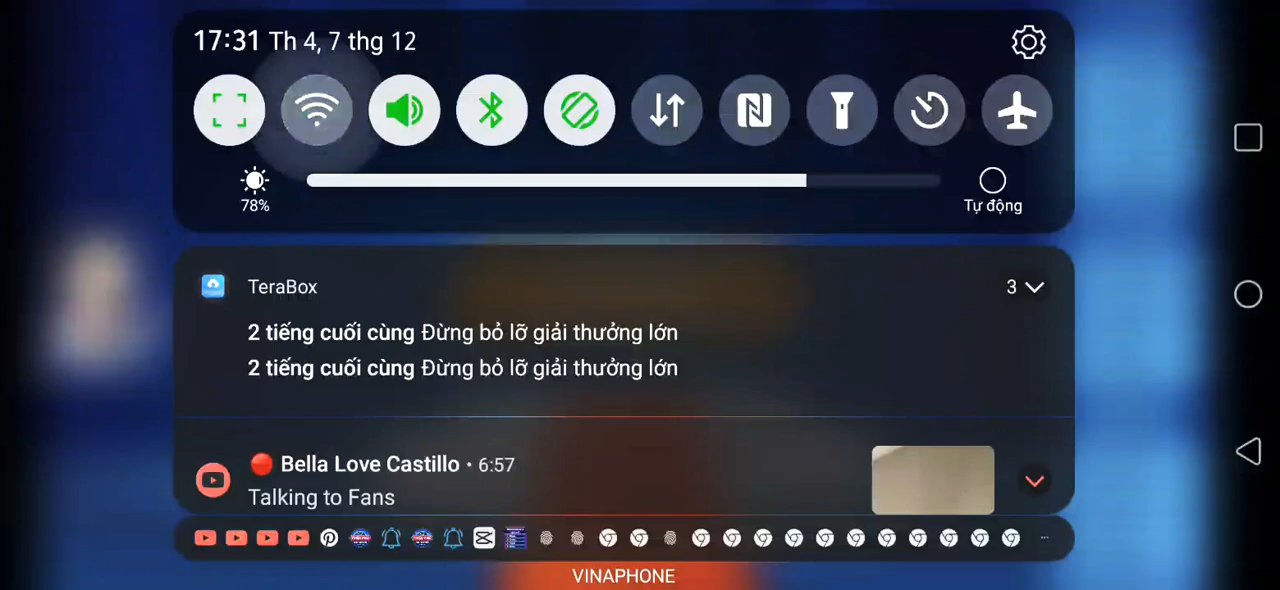 17:31 Th 4, 7 thg 12
78%
Tự động
TeraBox
3
2 tiếng cuối cùng Đừng bỏ lỡ giải thưởng lớn
2 tiếng cuối cùng Đừng bỏ lỡ giải thưởng lớn
Bella Love Castillo • 6:57
Talking to Fans
VINAPHONE